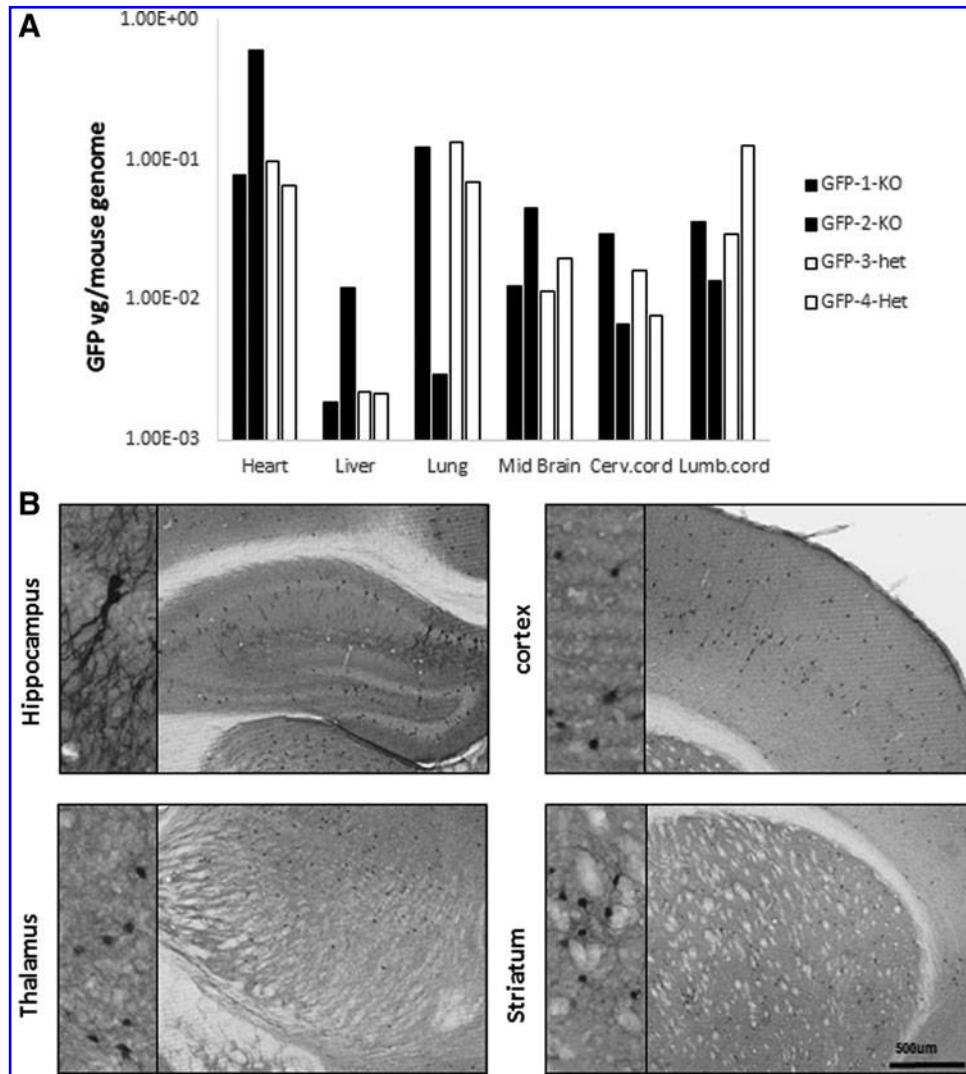 A
1.00E+00
1.00E-01
1.00E-02
1.00E-03
GFP vg/mouse genome
Heart Liver Lung Mid Brain Cerv.cord Lumb.cord
GFP-1-KO
GFP-2-KO
GFP-3-het
GFP-4-Het
B
Hippocampus
cortex
Thalamus
Striatum
500um